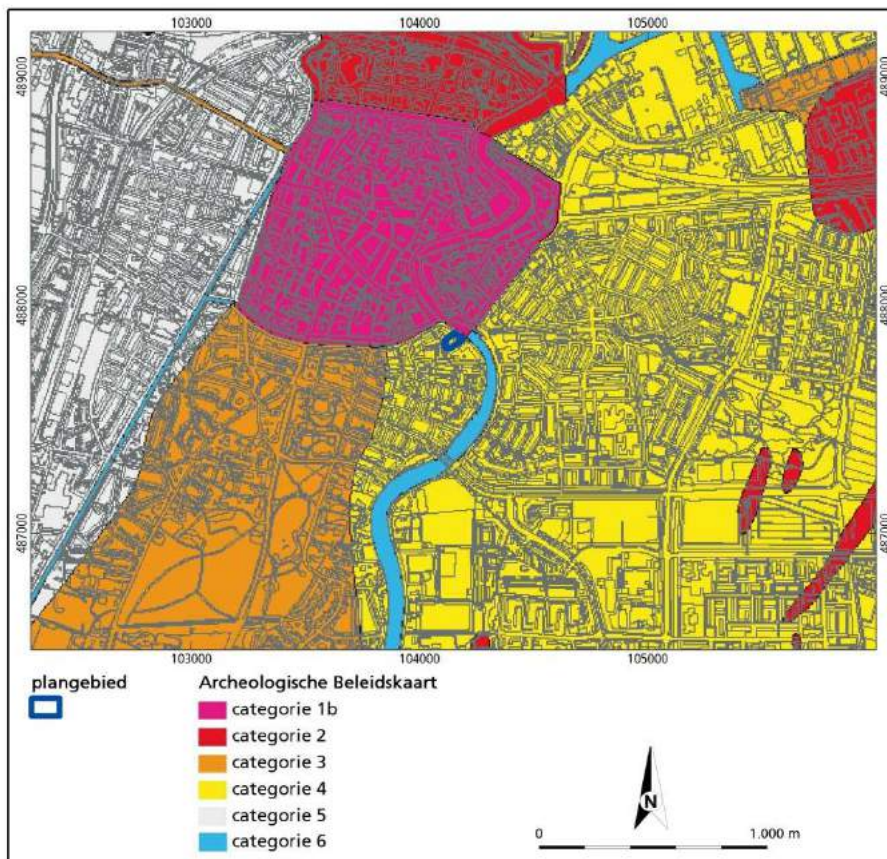 103000 104000 105000
489000 489000
488000 488000
487000 487000
103000 104000 105000
plangebied
Archeologische Beleidskaart
categorie 1b
categorie 2
categorie 3
categorie 4
categorie 5
categorie 6
N
0 1.000 m